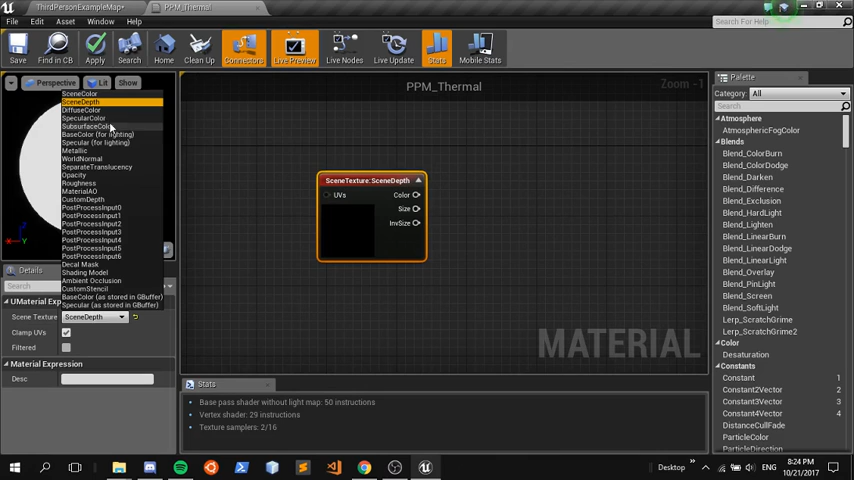 ThirdPersonExampleMap*
PPM_Thermal
File Edit Asset Window Help
Search For Help
Save Find in CB Apply Search Home Clean Up Connectors Live Preview Live Nodes Live Update Stats Mobile Stats
Perspective Lit Show
SceneColor
SceneDepth
DiffuseColor
SpecularColor
SubsurfaceColor
BaseColor (for lighting)
Specular (for lighting)
Metallic
WorldNormal
SeparateTranslucency
Opacity
Roughness
MaterialAO
CustomDepth
PostProcessInput0
PostProcessInput1
PostProcessInput2
PostProcessInput3
PostProcessInput4
PostProcessInput5
PostProcessInput6
Decal Mask
Shading Model
Ambient Occlusion
CustomStencil
BaseColor (as stored in GBuffer)
Specular (as stored in GBuffer)
Details
Search
UMaterial Exp
Scene Texture SceneDepth
Clamp UVs
Filtered
Material Expression
Desc
PPM_Thermal
Zoom -1
SceneTexture:SceneDepth
UVs Color
Size
InvSize
MATERIAL
Stats
Base pass shader without light map: 50 instructions
Vertex shader: 29 instructions
Texture samplers: 2/16
Palette
Category: All
Search
Atmosphere
AtmosphericFogColor
Blends
Blend_ColorBurn
Blend_ColorDodge
Blend_Darken
Blend_Difference
Blend_Exclusion
Blend_HardLight
Blend_Lighten
Blend_LinearBurn
Blend_LinearDodge
Blend_LinearLight
Blend_Overlay
Blend_PinLight
Blend_Screen
Blend_SoftLight
Lerp_ScratchGrime
Lerp_ScratchGrime2
Color
Desaturation
Constants
Constant 1
Constant2Vector 2
Constant3Vector 3
Constant4Vector 4
DistanceCullFade
ParticleColor
Desktop
ENG
8:24 PM
10/21/2017